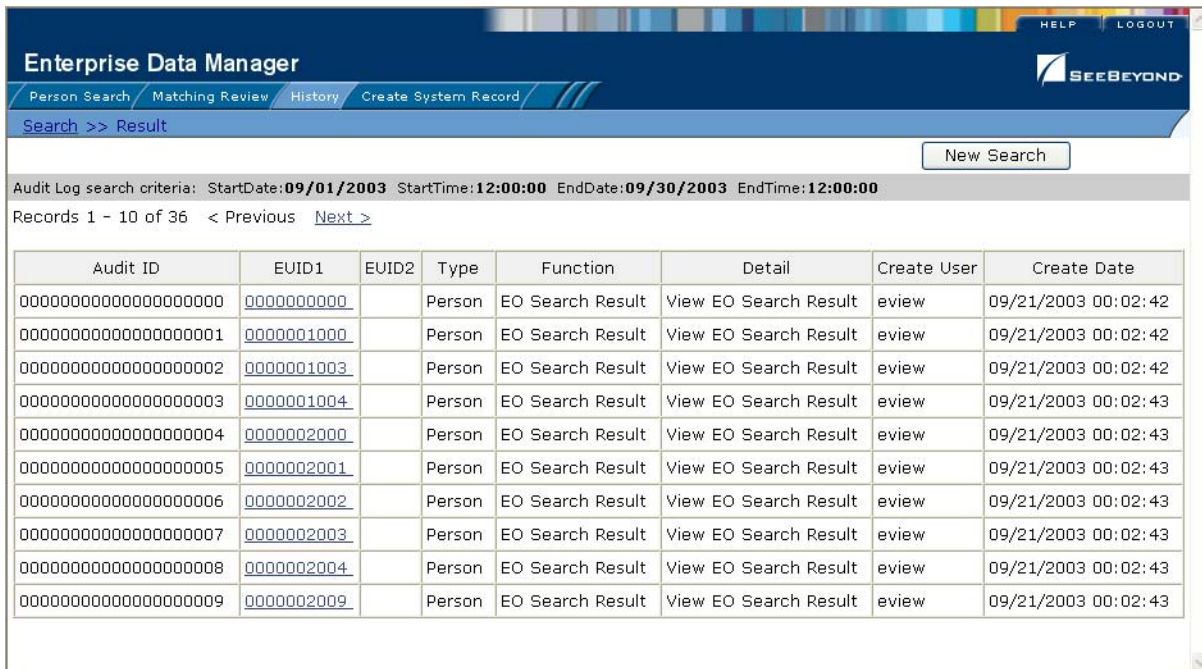 HELP LOGOUT
Enterprise Data Manager
SEEBEYOND
Person Search Matching Review History Create System Record
Search >> Result
New Search
Audit Log search criteria: StartDate:09/01/2003 StartTime:12:00:00 EndDate:09/30/2003 EndTime:12:00:00
Records 1 - 10 of 36 < Previous Next >
Audit ID EUID1 EUID2 Type Function Detail Create User Create Date
00000000000000000000 0000000000 Person EO Search Result View EO Search Result eview 09/21/2003 00:02:42
00000000000000000001 0000001000 Person EO Search Result View EO Search Result eview 09/21/2003 00:02:42
00000000000000000002 0000001003 Person EO Search Result View EO Search Result eview 09/21/2003 00:02:42
00000000000000000003 0000001004 Person EO Search Result View EO Search Result eview 09/21/2003 00:02:43
00000000000000000004 0000002000 Person EO Search Result View EO Search Result eview 09/21/2003 00:02:43
00000000000000000005 0000002001 Person EO Search Result View EO Search Result eview 09/21/2003 00:02:43
00000000000000000006 0000002002 Person EO Search Result View EO Search Result eview 09/21/2003 00:02:43
00000000000000000007 0000002003 Person EO Search Result View EO Search Result eview 09/21/2003 00:02:43
00000000000000000008 0000002004 Person EO Search Result View EO Search Result eview 09/21/2003 00:02:43
00000000000000000009 0000002009 Person EO Search Result View EO Search Result eview 09/21/2003 00:02:43